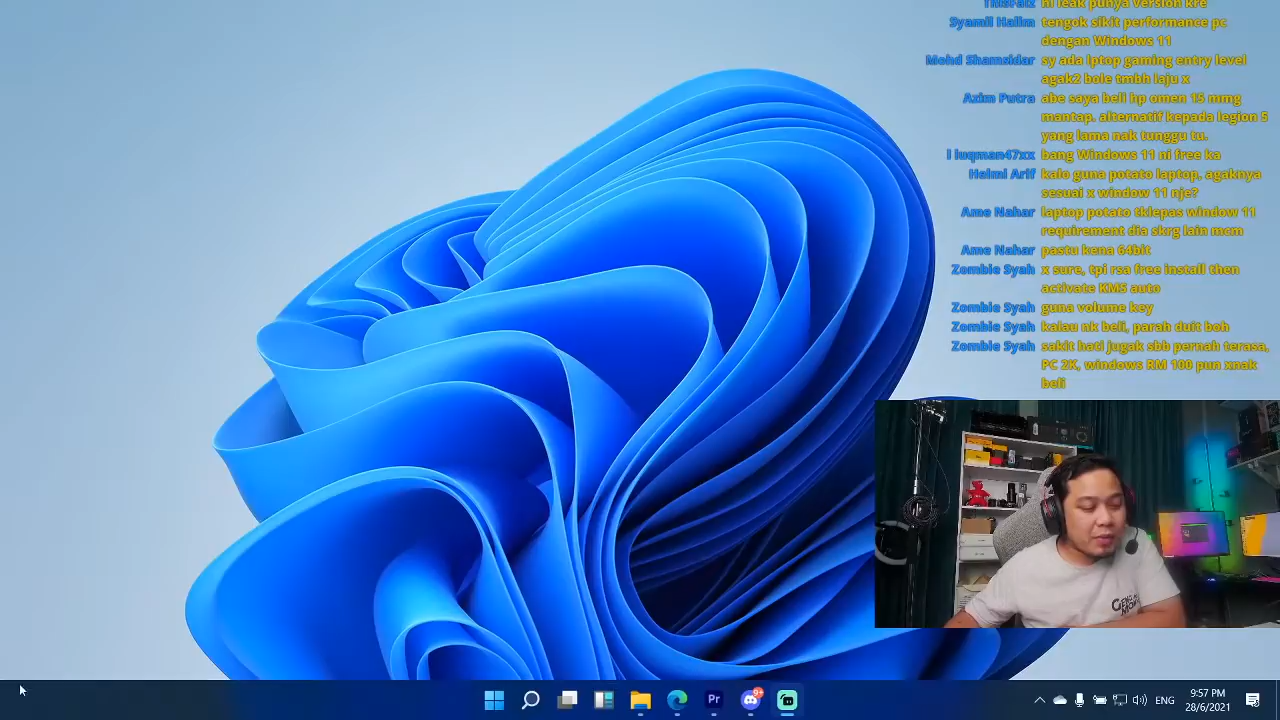 ni leak punya version kre
Syamil Halim tengok sikit performance pc
dengan Windows 11
Mohd Shamsidar sy ada lptop gaming entry level
agak2 bole tmbh laju x
Azim Putra abe saya beli hp omen 15 mmg
mantap. alternatif kepada legion 5
yang lama nak tunggu tu.
l luqman47xx bang Windows 11 ni free ka
Helmi Arif kalo guna potato laptop, agaknya
sesuai x window 11 nje?
Ame Nahar laptop potato tklepas window 11
requirement dia skrg lain mcm
Ame Nahar pastu kena 64bit
Zombie Syah x sure, tpi rsa free install then
activate KMS auto
Zombie Syah guna volume key
Zombie Syah kalau nk beli, parah duit boh
Zombie Syah sakit hati jugak sbb pernah terasa,
PC 2K, windows RM 100 pun xnak
beli
Pr
9+
ENG
9:57 PM
28/6/2021